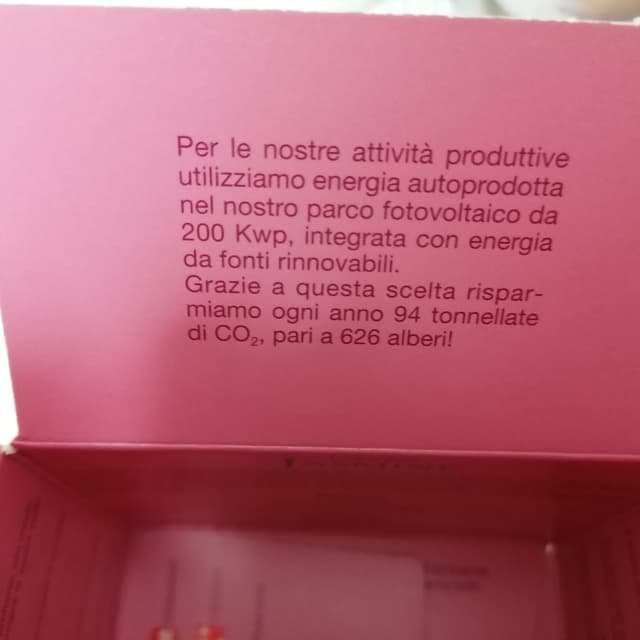 Per le nostre attività produttive
utilizziamo energia autoprodotta
nel nostro parco fotovoltaico da
200 Kwp, integrata con energia
da fonti rinnovabili.
Grazie a questa scelta rispar-
miamo ogni anno 94 tonnellate
di CO₂, pari a 626 alberi!